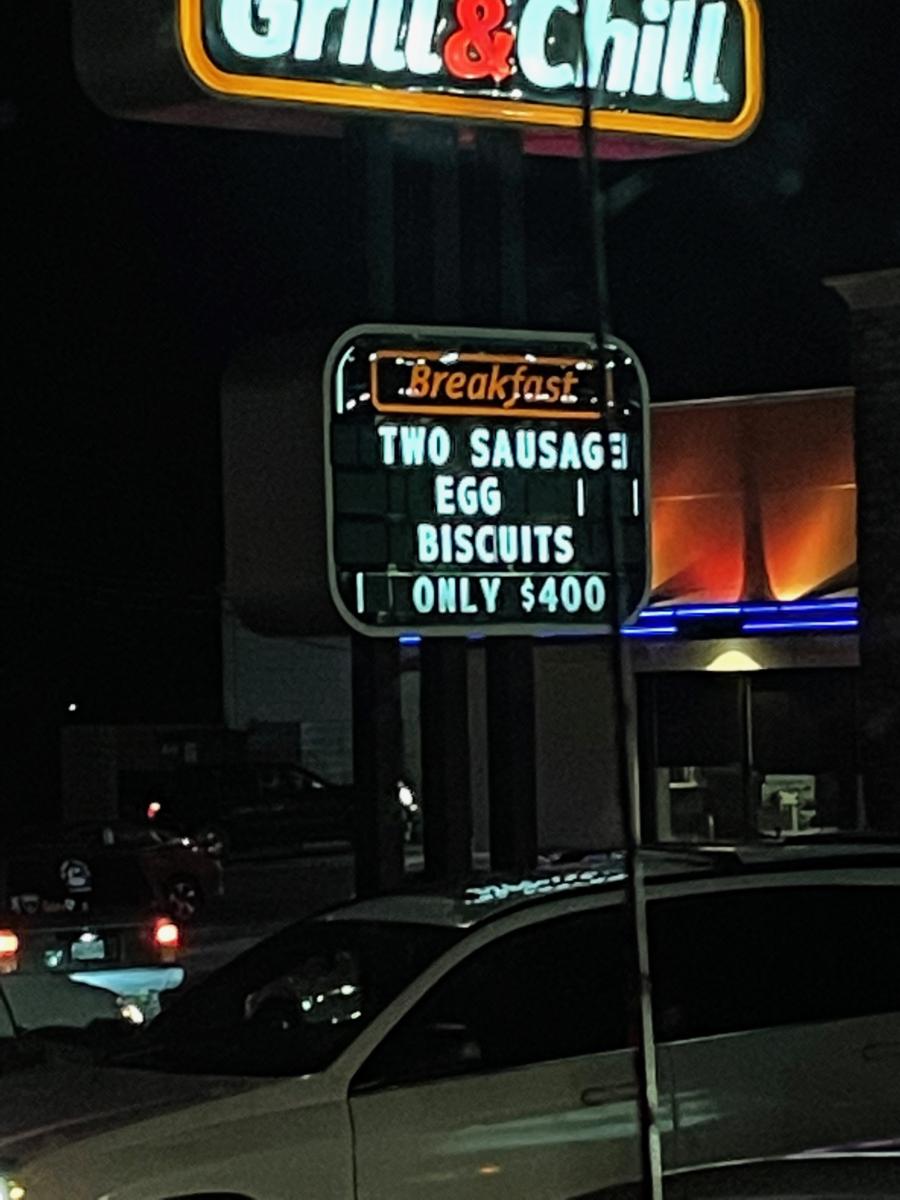 Grill & Chill
Breakfast
TWO SAUSAGE
EGG
BISCUITS
ONLY $400